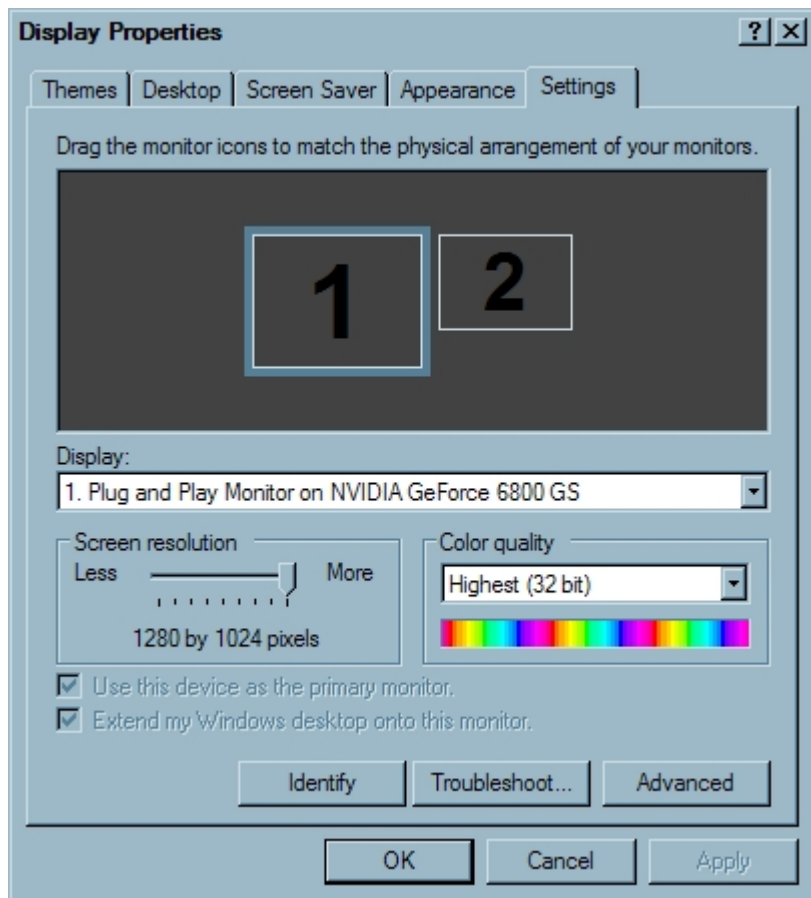 Display Properties
Themes Desktop Screen Saver Appearance Settings
Drag the monitor icons to match the physical arrangement of your monitors.
1 2
Display:
1. Plug and Play Monitor on NVIDIA GeForce 6800 GS
Screen resolution Color quality
Less More Highest (32 bit)
1280 by 1024 pixels
Use this device as the primary monitor.
Extend my Windows desktop onto this monitor.
Identify Troubleshoot... Advanced
OK Cancel Apply